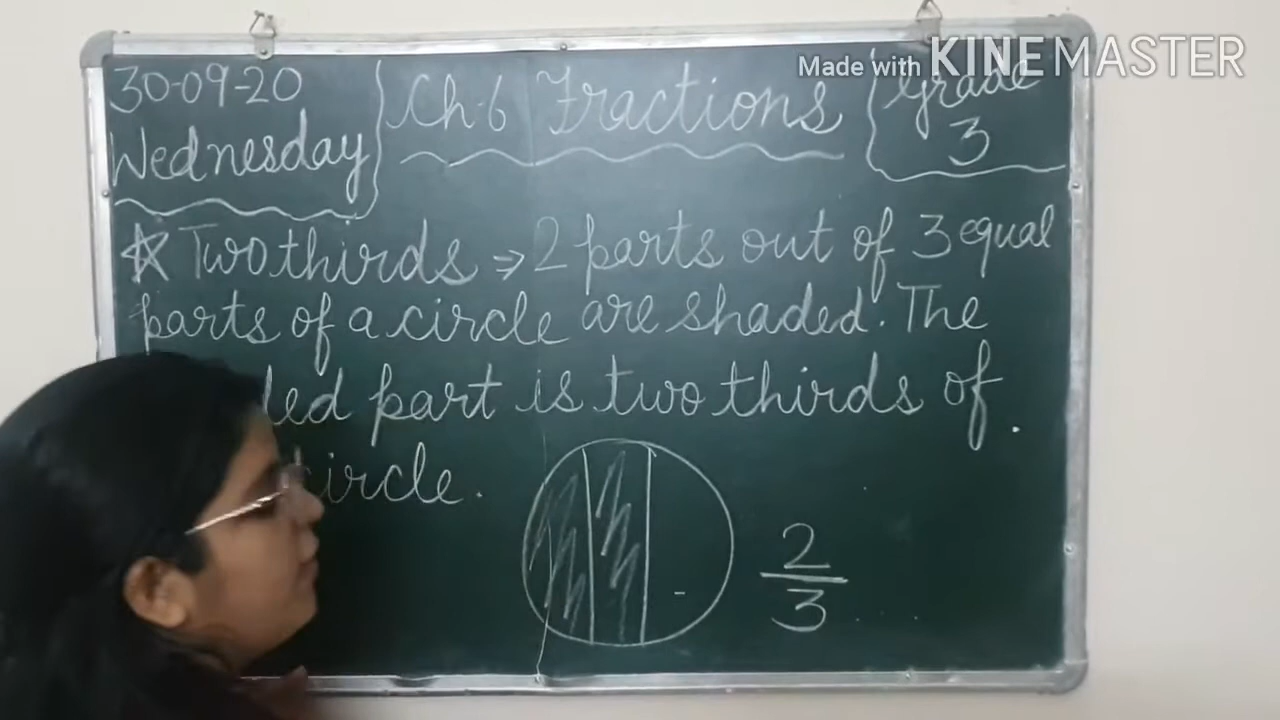 Made with KINEMASTER
30-09-20
Wednesday
Ch-6 Fractions
Grade
3
Two thirds ⇒ 2 parts out of 3 equal
parts of a circle are shaded. The
part is two thirds of
circle.
2
3